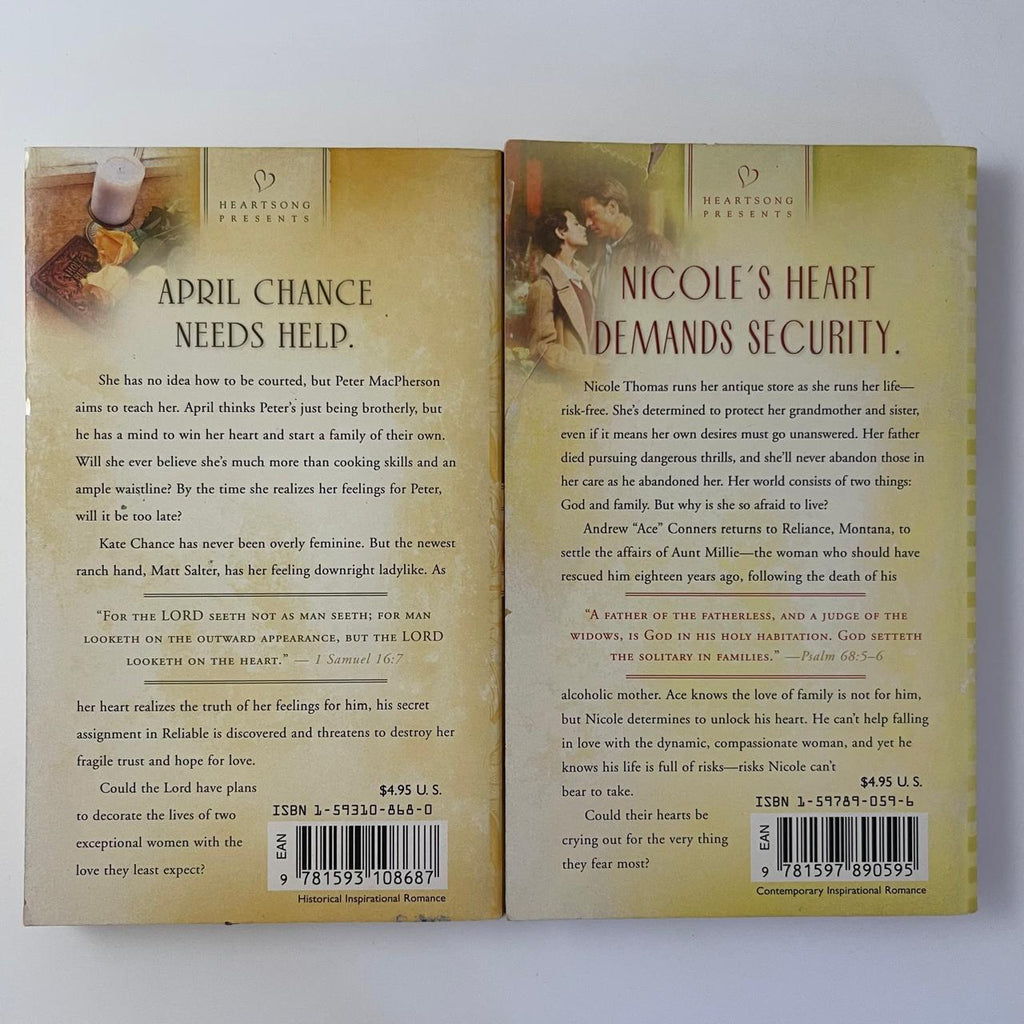 HEARTSONG
PRESENTS
APRIL CHANCE
NEEDS HELP.
She has no idea how to be courted, but Peter MacPherson
aims to teach her. April thinks Peter's just being brotherly, but
he has a mind to win her heart and start a family of their own.
Will she ever believe she's much more than cooking skills and an
ample waistline? By the time she realizes her feelings for Peter,
will it be too late?
Kate Chance has never been overly feminine. But the newest
ranch hand, Matt Salter, has her feeling downright ladylike. As
"FOR THE LORD SEETH NOT AS MAN SEETH; FOR MAN
LOOKETH ON THE OUTWARD APPEARANCE, BUT THE LORD
LOOKETH ON THE HEART." — 1 Samuel 16:7
her heart realizes the truth of her feelings for him, his secret
assignment in Reliable is discovered and threatens to destroy her
fragile trust and hope for love.
Could the Lord have plans
to decorate the lives of two
exceptional women with the
love they least expect?
$4.95 U. S.
ISBN 1-59310-868-0
EAN
9 781593 108687
Historical Inspirational Romance
HEARTSONG
PRESENTS
NICOLE'S HEART
DEMANDS SECURITY.
Nicole Thomas runs her antique store as she runs her life—
risk-free. She's determined to protect her grandmother and sister,
even if it means her own desires must go unanswered. Her father
died pursuing dangerous thrills, and she'll never abandon those in
her care as he abandoned her. Her world consists of two things:
God and family. But why is she so afraid to live?
Andrew "Ace" Conners returns to Reliance, Montana, to
settle the affairs of Aunt Millie—the woman who should have
rescued him eighteen years ago, following the death of his
"A FATHER OF THE FATHERLESS, AND A JUDGE OF THE
WIDOWS, IS GOD IN HIS HOLY HABITATION. GOD SETTETH
THE SOLITARY IN FAMILIES." —Psalm 68:5–6
alcoholic mother. Ace knows the love of family is not for him,
but Nicole determines to unlock his heart. He can't help falling
in love with the dynamic, compassionate woman, and yet he
knows his life is full of risks—risks Nicole can't
bear to take.
Could their hearts be
crying out for the very thing
they fear most?
$4.95 U. S.
ISBN 1-59789-059-6
EAN
9 781597 890595
Contemporary Inspirational Romance